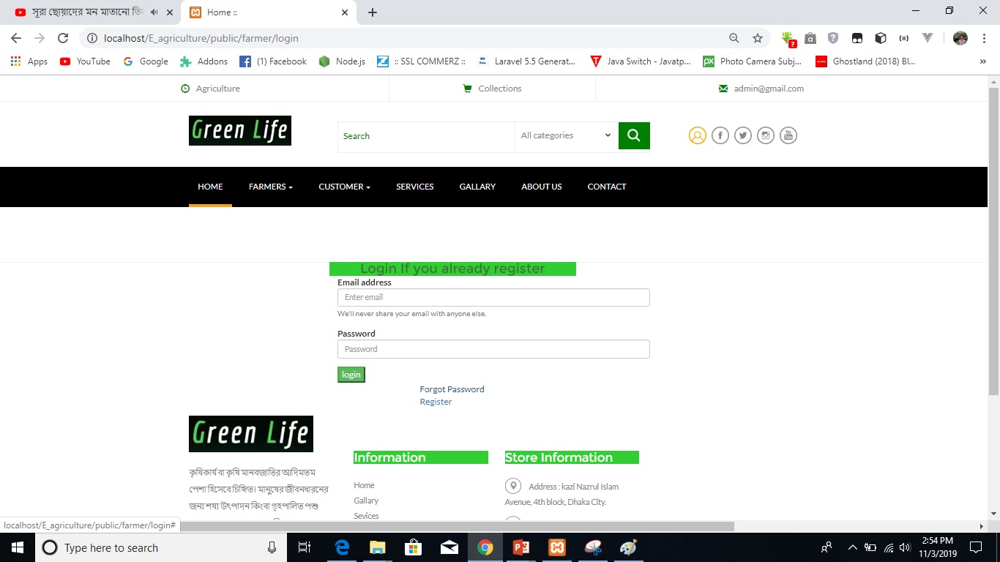 সূরা ছোয়াদের মন মাতানো তি
Home ::
localhost/E_agriculture/public/farmer/login
Apps
YouTube
Google
Addons
(1) Facebook
Node.js
:: SSL COMMERZ ::
Laravel 5.5 Generat...
Java Switch - Javatp...
Photo Camera Subj...
Ghostland (2018) Bl...
»
Agriculture
Collections
admin@gmail.com
Green Life
Search
All categories
HOME
FARMERS
CUSTOMER
SERVICES
GALLARY
ABOUT US
CONTACT
Login If you already register
Email address
Enter email
We'll never share your email with anyone else.
Password
Password
login
Forgot Password
Register
Green Life
কৃষিকার্য বা কৃষি মানবজাতির আদিমতম
পেশা হিসেবে চিহ্নিত। মানুষের জীবনধারনের
জন্য শষ্য উৎপাদন কিংবা গৃহপালিত পশু
Information
Home
Gallary
Sevices
Store Information
Address : kazi Nazrul Islam
Avenue, 4th block, Dhaka City.
localhost/E_agriculture/public/farmer/login#
Type here to search
2:54 PM
11/3/2019